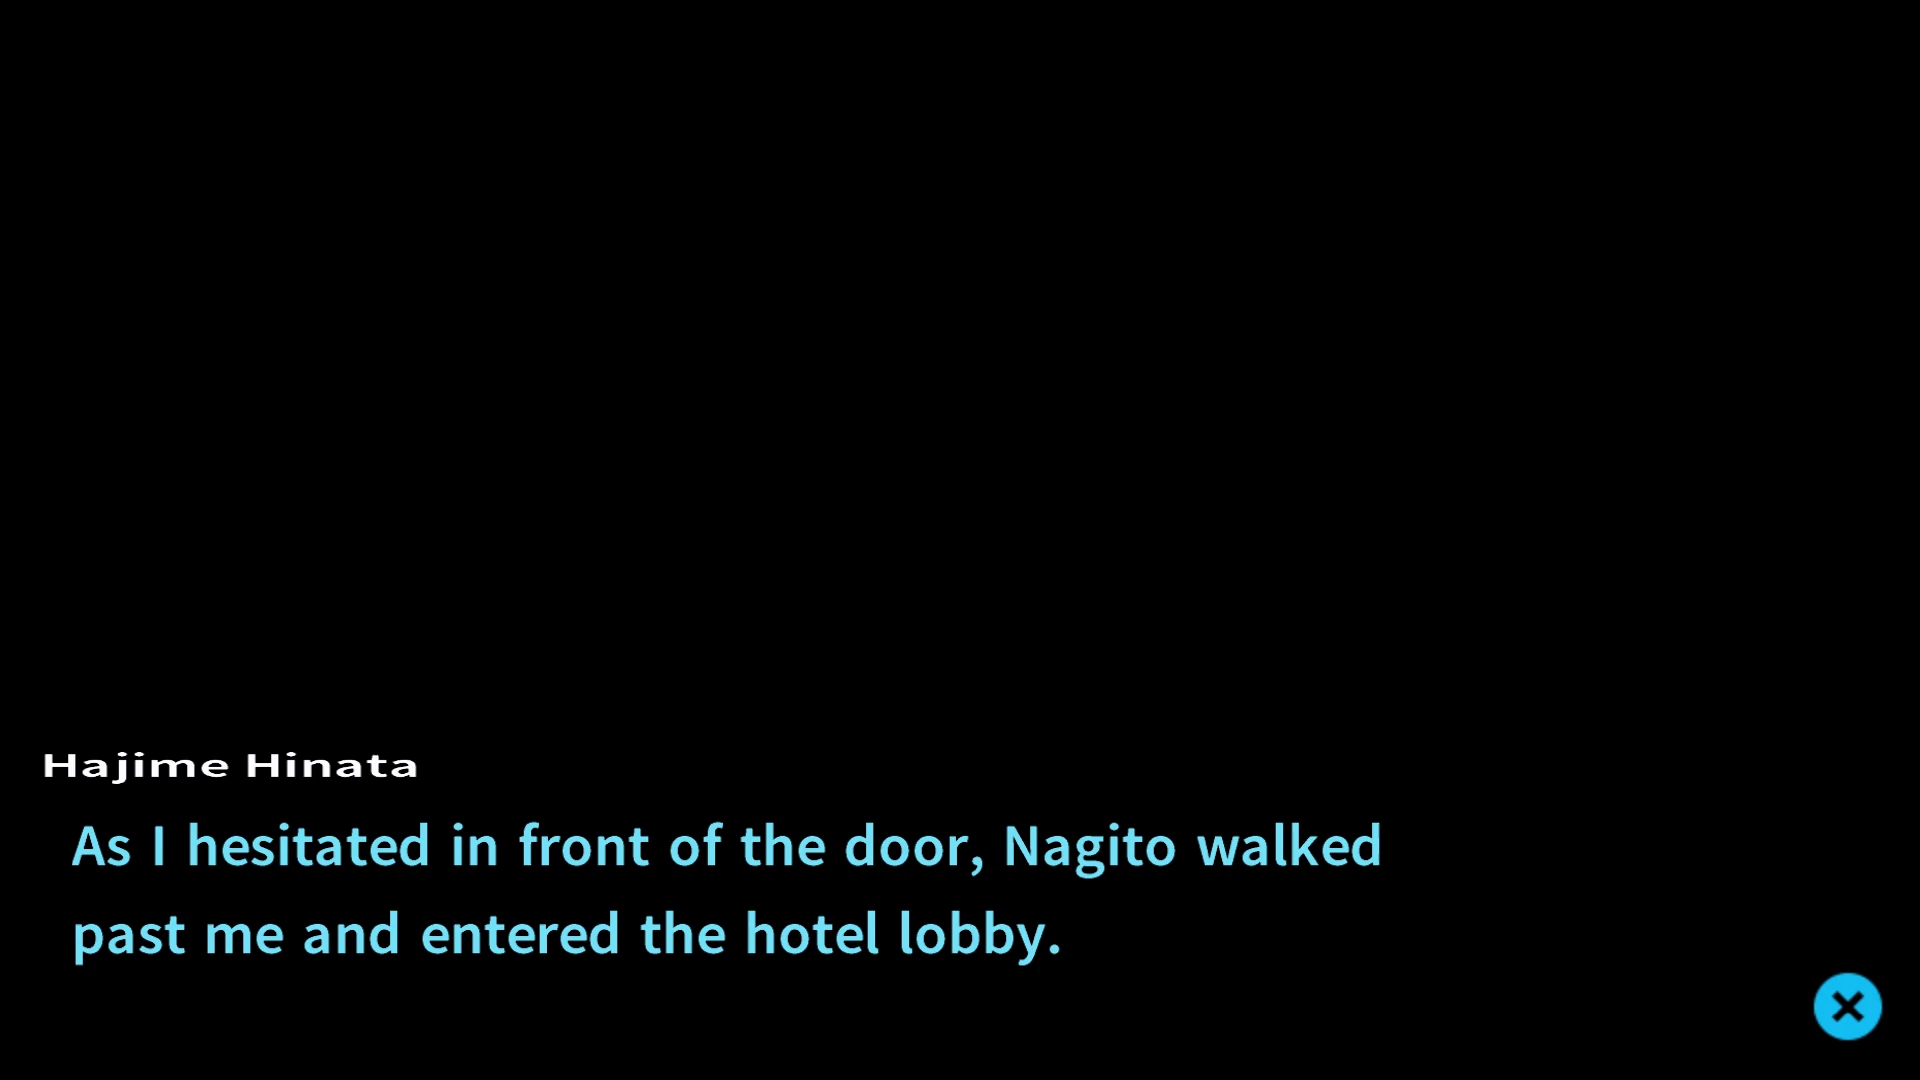 Hajime Hinata
As I hesitated in front of the door, Nagito walked
past me and entered the hotel lobby.